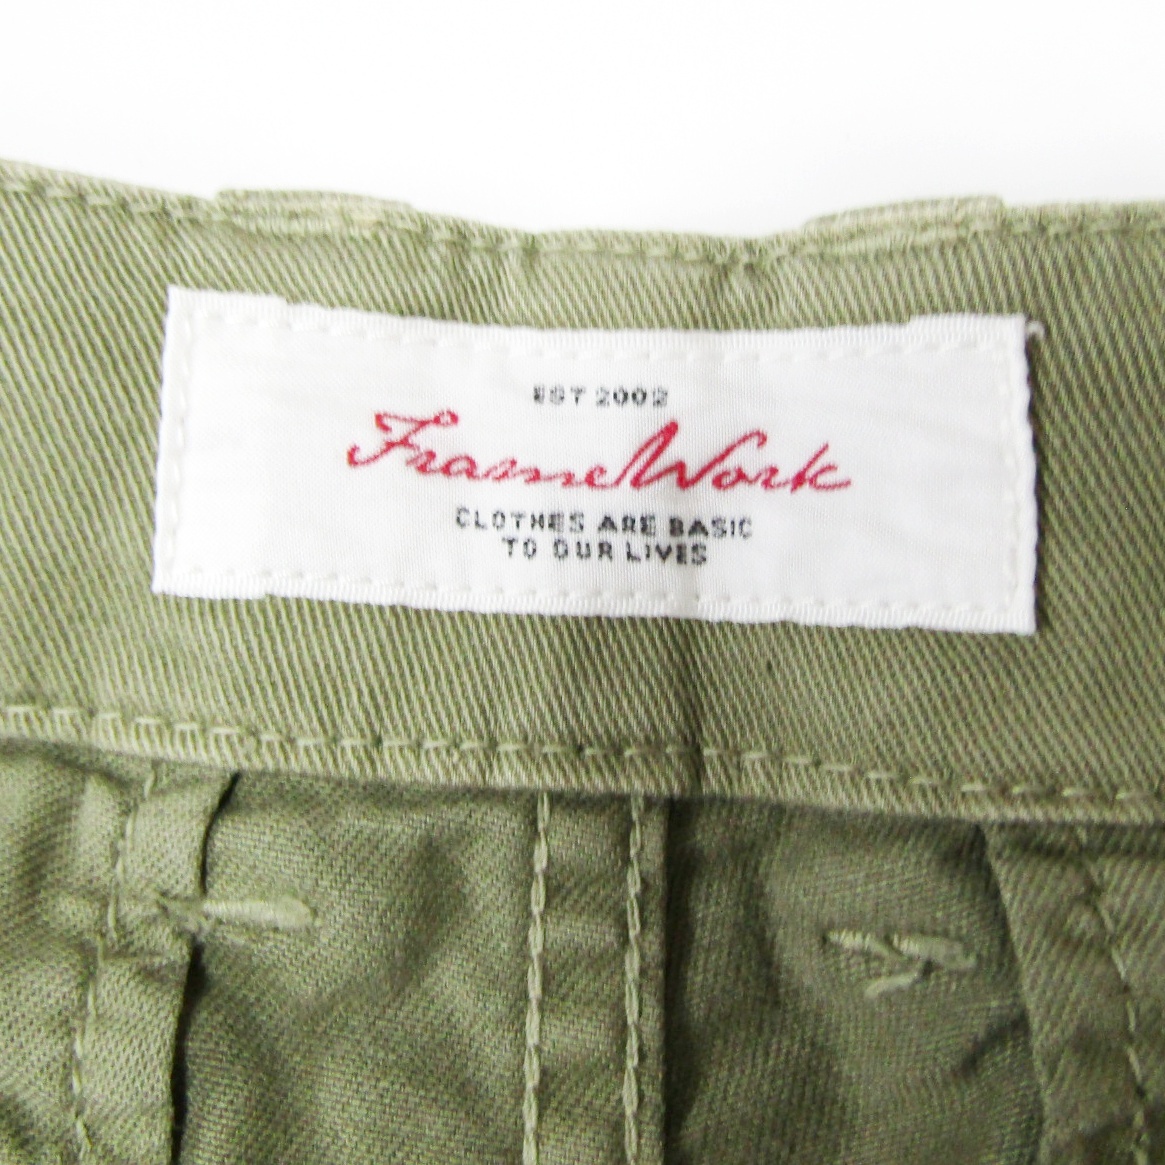 EST 2002
FrameWork
CLOTHES ARE BASIC
TO OUR LIVES